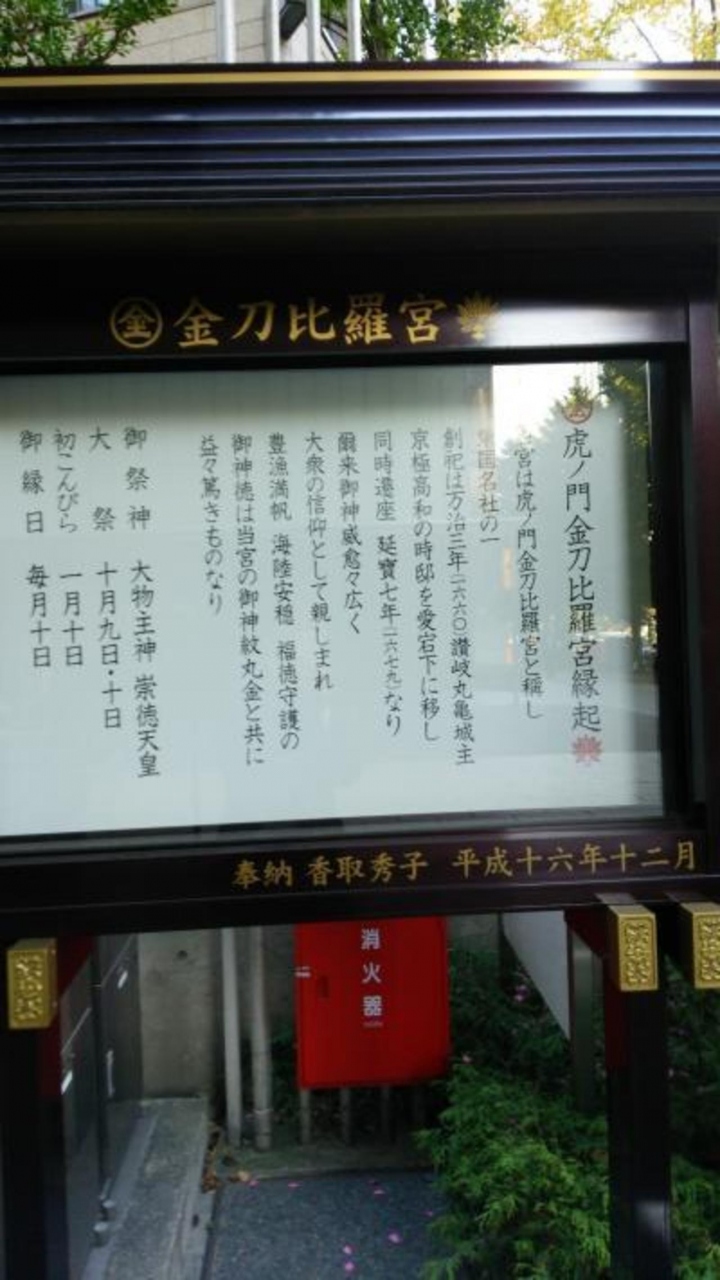 金 金刀比羅宮
虎ノ門金刀比羅宮縁起
宮は虎ノ門金刀比羅宮と稱し
国名社の一
創祀は万治三年(一六六〇)讃岐丸亀城主
京極高和の時邸を愛宕下に移し
同時遷座 延寶七年(一六七九)なり
爾来御神威愈々広く
大衆の信仰として親しまれ
豊漁満帆 海陸安穏 福徳守護の
御神徳は当宮の御神紋丸金と共に
益々篤きものなり
御祭神 大物主神 崇徳天皇
大祭 十月九日・十日
初こんぴら 一月十日
御縁日 毎月十日
奉納 香取秀子 平成十六年十二月
消火器